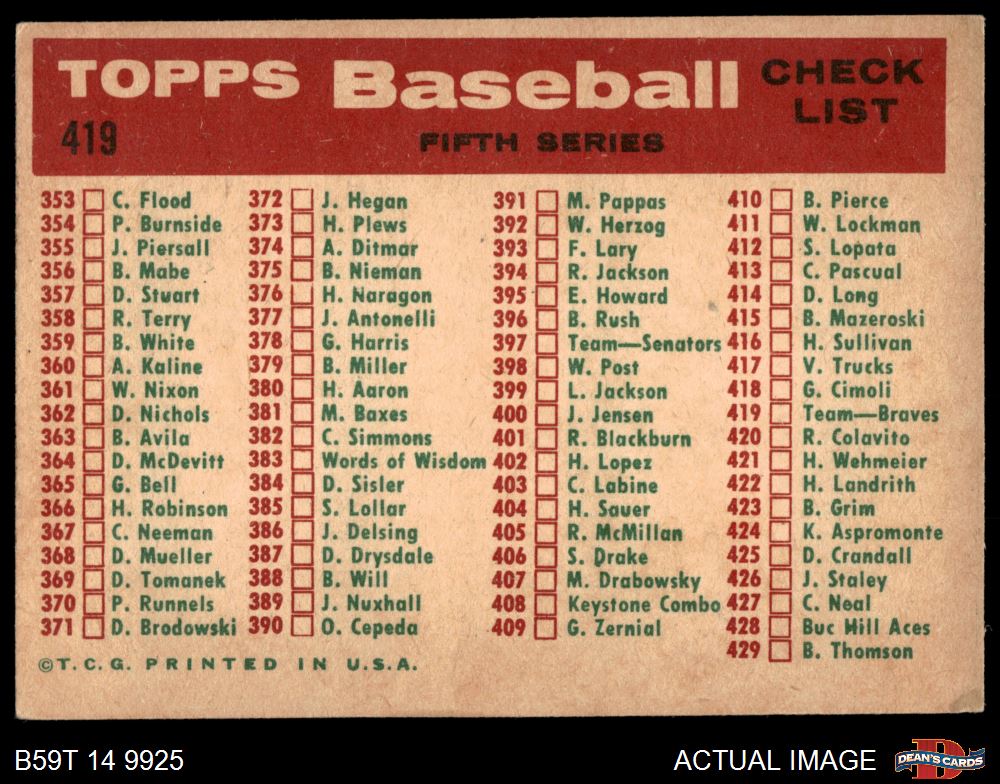 TOPPS Baseball CHECK LIST
419 FIFTH SERIES
353 C. Flood
354 P. Burnside
355 J. Piersall
356 B. Mabe
357 D. Stuart
358 R. Terry
359 B. White
360 A. Kaline
361 W. Nixon
362 D. Nichols
363 B. Avila
364 D. McDevitt
365 G. Bell
366 H. Robinson
367 C. Neeman
368 D. Mueller
369 D. Tomanek
370 P. Runnels
371 D. Brodowski
372 J. Hegan
373 H. Plews
374 A. Ditmar
375 B. Nieman
376 H. Naragon
377 J. Antonelli
378 G. Harris
379 B. Miller
380 H. Aaron
381 M. Baxes
382 C. Simmons
383 Words of Wisdom
384 D. Sisler
385 S. Lollar
386 J. Delsing
387 D. Drysdale
388 B. Will
389 J. Nuxhall
390 O. Cepeda
391 M. Pappas
392 W. Herzog
393 F. Lary
394 R. Jackson
395 E. Howard
396 B. Rush
397 Team—Senators
398 W. Post
399 L. Jackson
400 J. Jensen
401 R. Blackburn
402 H. Lopez
403 C. Labine
404 H. Sauer
405 R. McMillan
406 S. Drake
407 M. Drabowsky
408 Keystone Combo
409 G. Zernial
410 B. Pierce
411 W. Lockman
412 S. Lopata
413 C. Pascual
414 D. Long
415 B. Mazeroski
416 H. Sullivan
417 V. Trucks
418 G. Cimoli
419 Team—Braves
420 R. Colavito
421 H. Wehmeier
422 H. Landrith
423 B. Grim
424 K. Aspromonte
425 D. Crandall
426 J. Staley
427 C. Neal
428 Buc Hill Aces
429 B. Thomson
©T.C.G. PRINTED IN U.S.A.
B59T 14 9925
ACTUAL IMAGE
DEAN'S CARDS